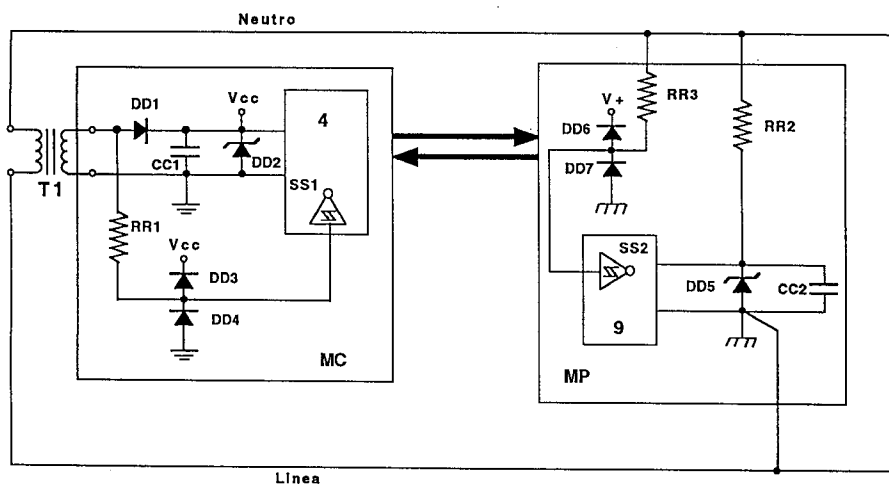 Neutro
DD1
Vcc
4
CC1
DD2
T1
SS1
RR1
Vcc
DD3
DD4
MC
V+
DD6
RR3
RR2
DD7
SS2
DD5
CC2
9
MP
Linea